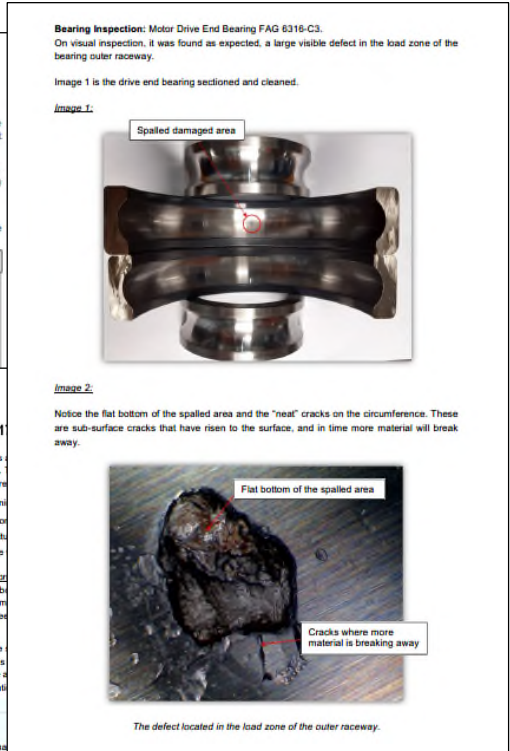 Bearing Inspection: Motor Drive End Bearing FAG 6316-C3.
On visual inspection, it was found as expected, a large visible defect in the load zone of the
bearing outer raceway.
Image 1 is the drive end bearing sectioned and cleaned.
Image 1:
Spalled damaged area
Image 2:
Notice the flat bottom of the spalled area and the “neat” cracks on the circumference. These
are sub-surface cracks that have risen to the surface, and in time more material will break
away.
Flat bottom of the spalled area
Cracks where more
material is breaking away
The defect located in the load zone of the outer raceway.